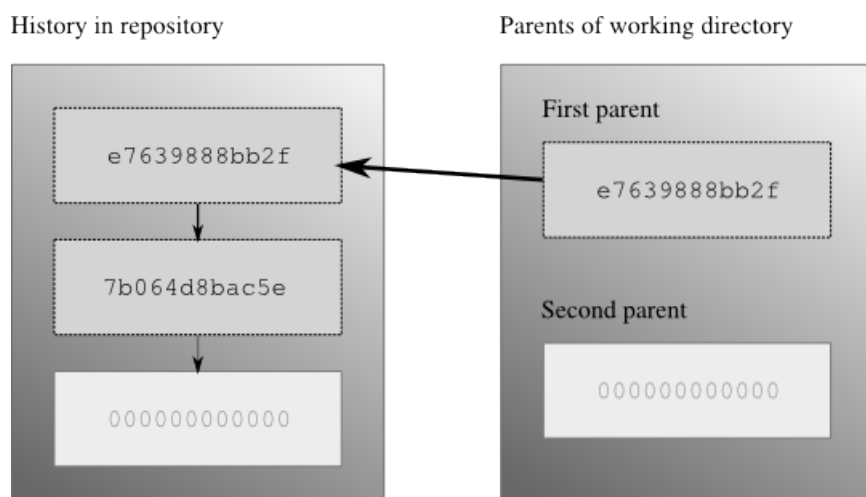 History in repository
e7639888bb2f
7b064d8bac5e
000000000000
Parents of working directory
First parent
e7639888bb2f
Second parent
000000000000